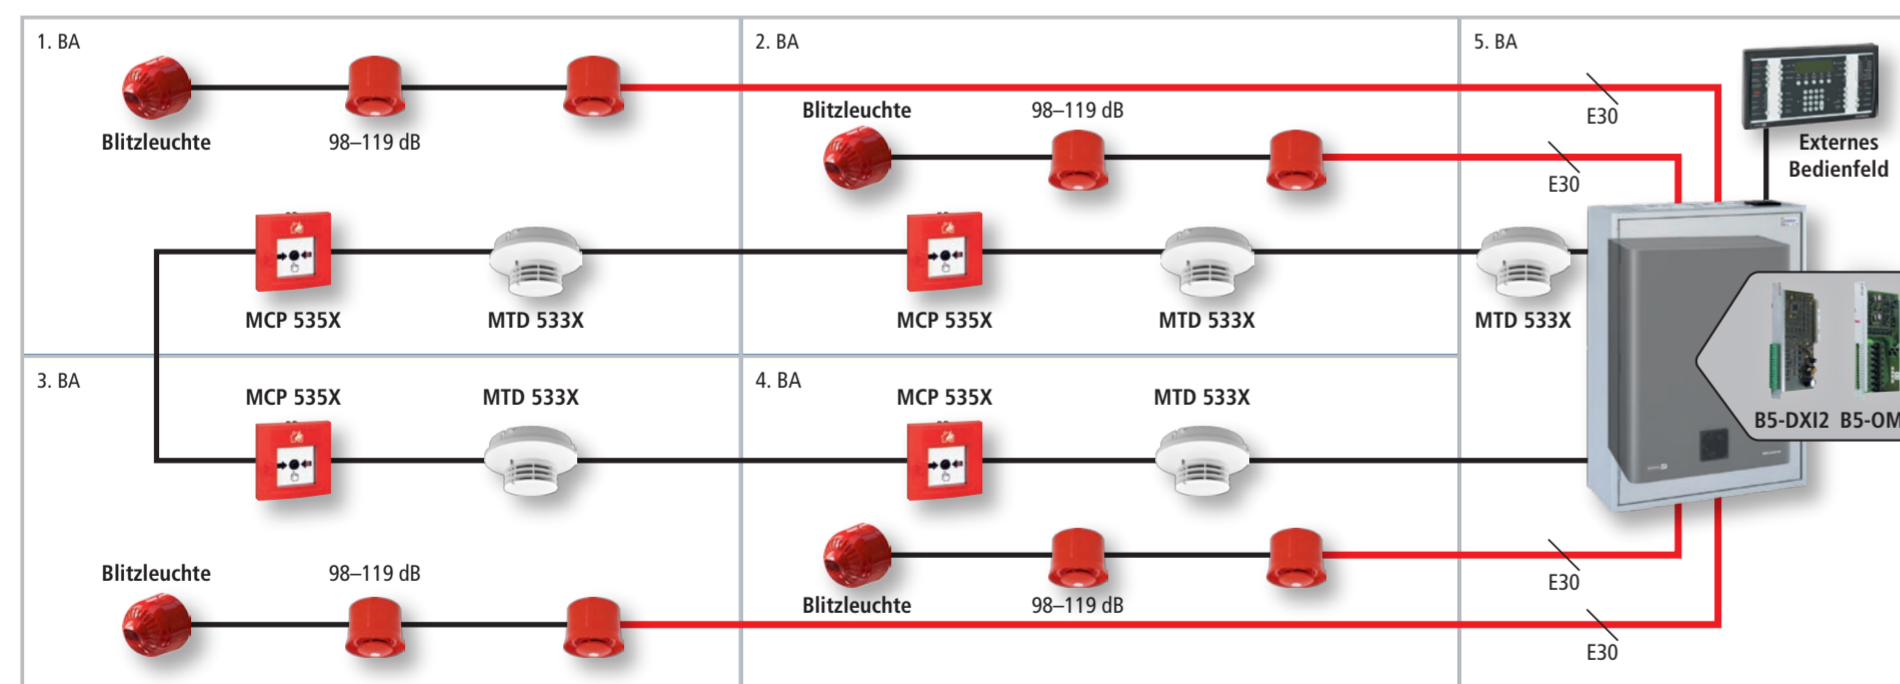 1. BA
2. BA
5. BA
Blitzleuchte
98–119 dB
Blitzleuchte
98–119 dB
E30
E30
Externes
Bedienfeld
MCP 535X
MTD 533X
MCP 535X
MTD 533X
MTD 533X
3. BA
MCP 535X
MTD 533X
4. BA
MCP 535X
MTD 533X
B5-DXI2
B5-OM
Blitzleuchte
98–119 dB
Blitzleuchte
98–119 dB
E30
E30